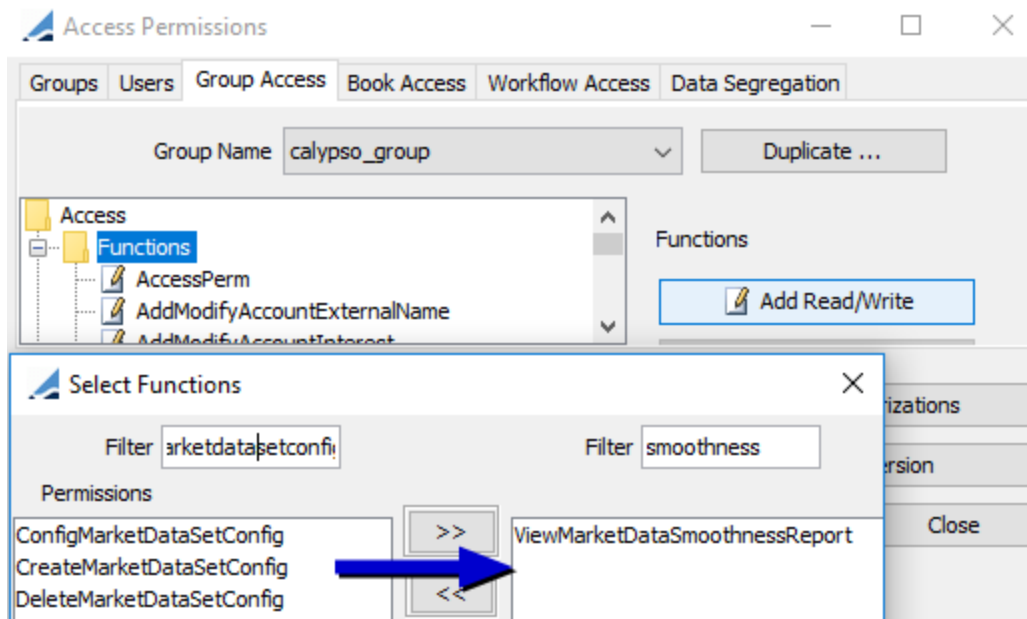 Access Permissions
Groups Users Group Access Book Access Workflow Access Data Segregation
Group Name calypso_group Duplicate ...
Access
Functions
Functions
AccessPerm
Add Read/Write
AddModifyAccountExternalName
AddModifyAccountInterest
Select Functions
rizations
Filter arketdatasetconfi Filter smoothness
ersion
Permissions
ConfigMarketDataSetConfig >> ViewMarketDataSmoothnessReport Close
CreateMarketDataSetConfig
DeleteMarketDataSetConfig <<